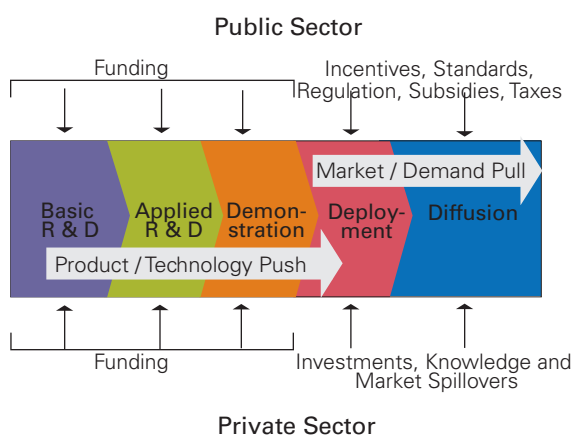 Public Sector
Funding
Incentives, Standards,
Regulation, Subsidies, Taxes
Market / Demand Pull
Basic
R & D
Applied
R & D
Demon-
stration
Deploy-
ment
Diffusion
Product / Technology Push
Funding
Investments, Knowledge and
Market Spillovers
Private Sector